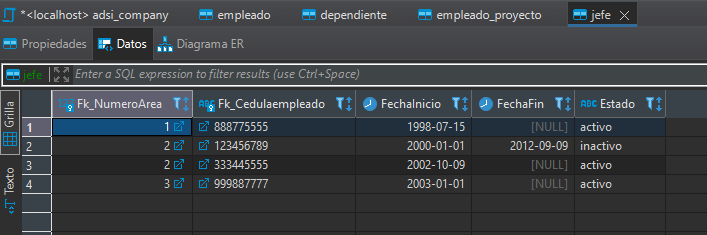 *<localhost> adsi_company empleado dependiente empleado_proyecto jefe
Propiedades Datos Diagrama ER
jefe Enter a SQL expression to filter results (use Ctrl+Space)
Grilla
Texto
ABC Fk_NumeroArea ABC Fk_Cedulaempleado FechaInicio FechaFin ABC Estado
1 1 888775555 1998-07-15 [NULL] activo
2 2 123456789 2000-01-01 2012-09-09 inactivo
3 2 333445555 2002-10-09 [NULL] activo
4 3 999887777 2003-01-01 [NULL] activo